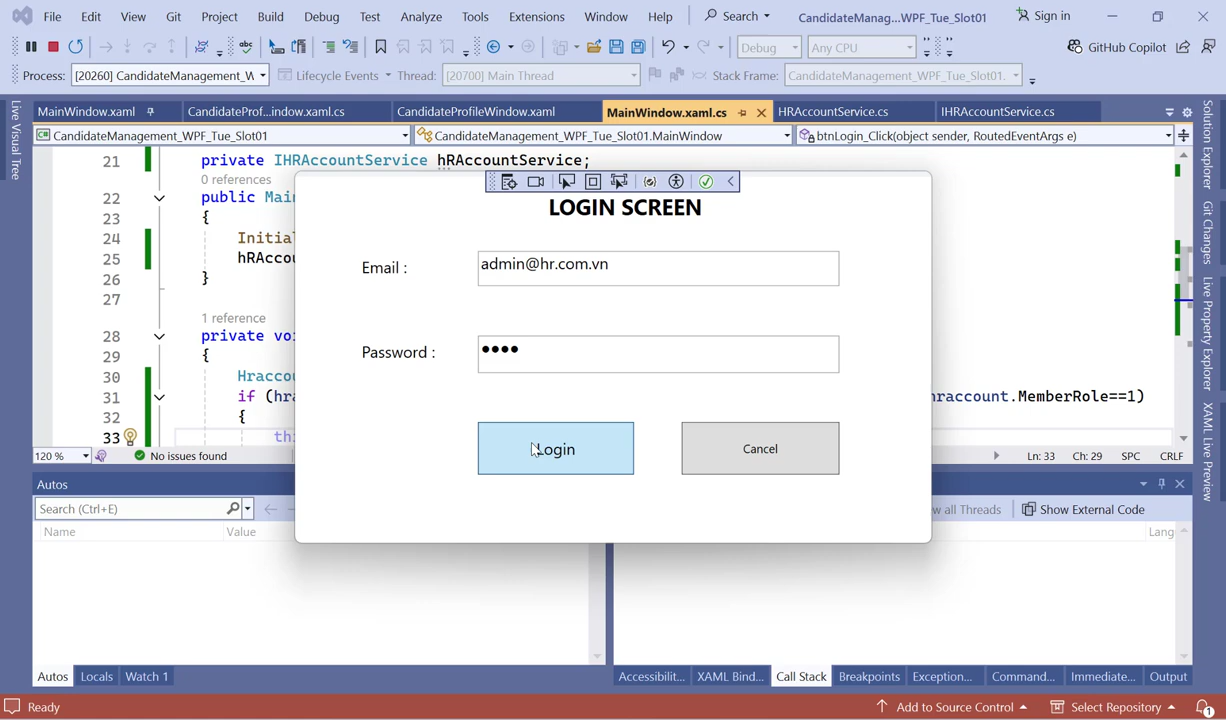 File Edit View Git Project Build Debug Test Analyze Tools Extensions Window Help Search CandidateManag...WPF_Tue_Slot01 Sign in
Debug Any CPU GitHub Copilot
Process: [20260] CandidateManagement_W Lifecycle Events Thread: [20700] Main Thread Stack Frame: CandidateManagement_WPF_Tue_Slot01.
MainWindow.xaml CandidateProf...indow.xaml.cs CandidateProfileWindow.xaml MainWindow.xaml.cs HRAccountService.cs IHRAccountService.cs
CandidateManagement_WPF_Tue_Slot01 CandidateManagement_WPF_Tue_Slot01.MainWindow btnLogin_Click(object sender, RoutedEventArgs e)
Live Visual Tree
21 private IHRAccountService hRAccountService;
0 references
22 public Mai
23 {
24 Initial
25 hRAccou
26 }
27
1 reference
28 private voi
29 {
30 Hraccou
31 if (hra
hraccount.MemberRole==1)
32 {
33 thi
LOGIN SCREEN
Email : admin@hr.com.vn
Password : ●●●●
Login Cancel
120 % No issues found Ln: 33 Ch: 29 SPC CRLF
Solution Explorer
Git Changes
Live Property Explorer
XAML Live Preview
Autos
Search (Ctrl+E)
w all Threads Show External Code
Name Value Lang
Autos Locals Watch 1 Accessibilit... XAML Bind... Call Stack Breakpoints Exception... Command... Immediate... Output
Ready Add to Source Control Select Repository 1